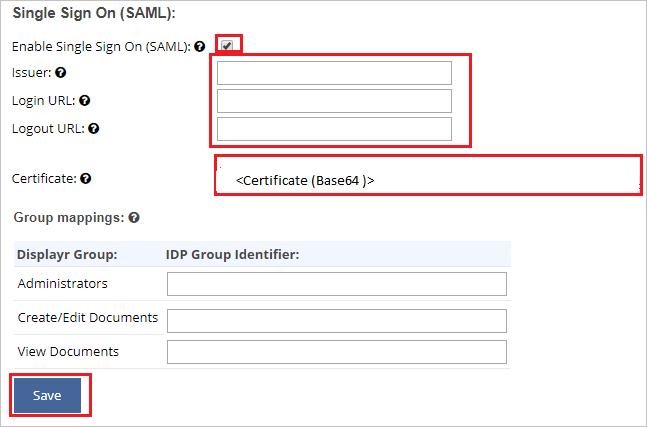 Single Sign On (SAML):
Enable Single Sign On (SAML): ?
Issuer: ?
Login URL: ?
Logout URL: ?
Certificate: ? <Certificate (Base64 )>
Group mappings: ?
Displayr Group: IDP Group Identifier:
Administrators
Create/Edit Documents
View Documents
Save